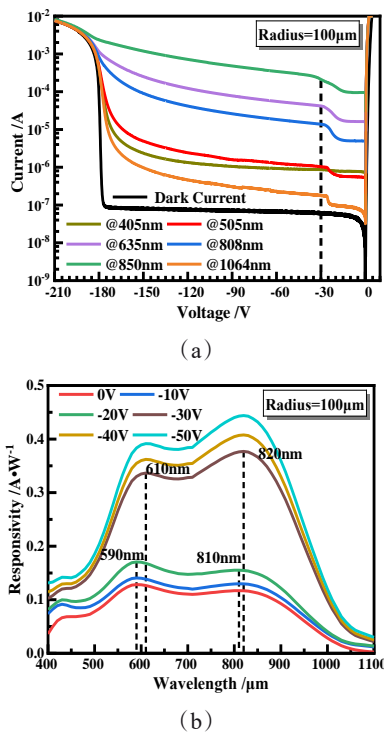 (a)
10⁻²
10⁻³
10⁻⁴
10⁻⁵
10⁻⁶
10⁻⁷
10⁻⁸
10⁻⁹
Current / A
Radius=100μm
Dark Current
@405nm @505nm
@635nm @808nm
@850nm @1064nm
-210 -180 -150 -120 -90 -60 -30 0
Voltage /V
(a)
0.5
0.4
0.3
0.2
0.1
0.0
Responsivity /A•W⁻¹
0V -10V
-20V -30V
-40V -50V
Radius=100μm
610nm
820nm
590nm
810nm
400 500 600 700 800 900 1000 1100
Wavelength /μm
(b)